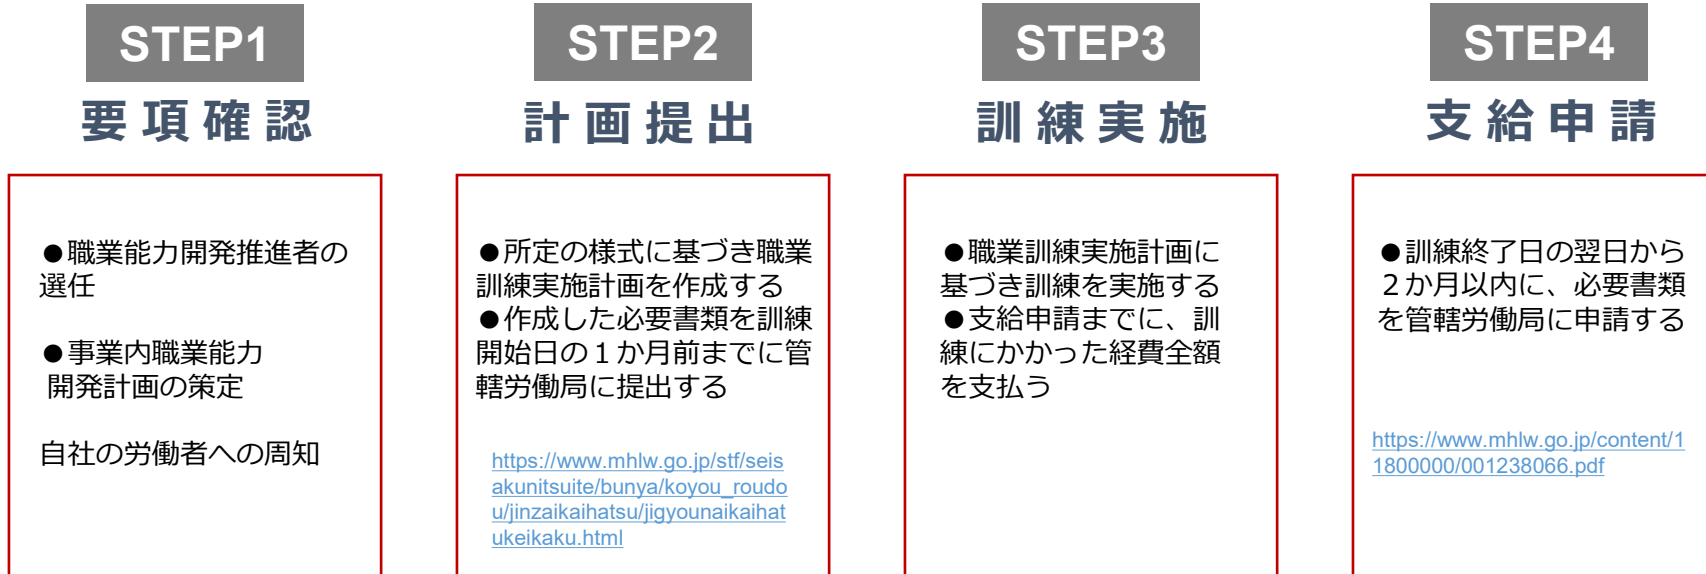 STEP1
要項確認
●職業能力開発推進者の
選任
●事業内職業能力
開発計画の策定
自社の労働者への周知
STEP2
計画提出
●所定の様式に基づき職業
訓練実施計画を作成する
●作成した必要書類を訓練
開始日の１か月前までに管
轄労働局に提出する
https://www.mhlw.go.jp/stf/seis
akunitsuite/bunya/koyou_roudo
u/jinzaikaihatsu/jigyounaikaihat
ukeikaku.html
STEP3
訓練実施
●職業訓練実施計画に
基づき訓練を実施する
●支給申請までに、訓
練にかかった経費全額
を支払う
STEP4
支給申請
●訓練終了日の翌日から
２か月以内に、必要書類
を管轄労働局に申請する
https://www.mhlw.go.jp/content/1
1800000/001238066.pdf